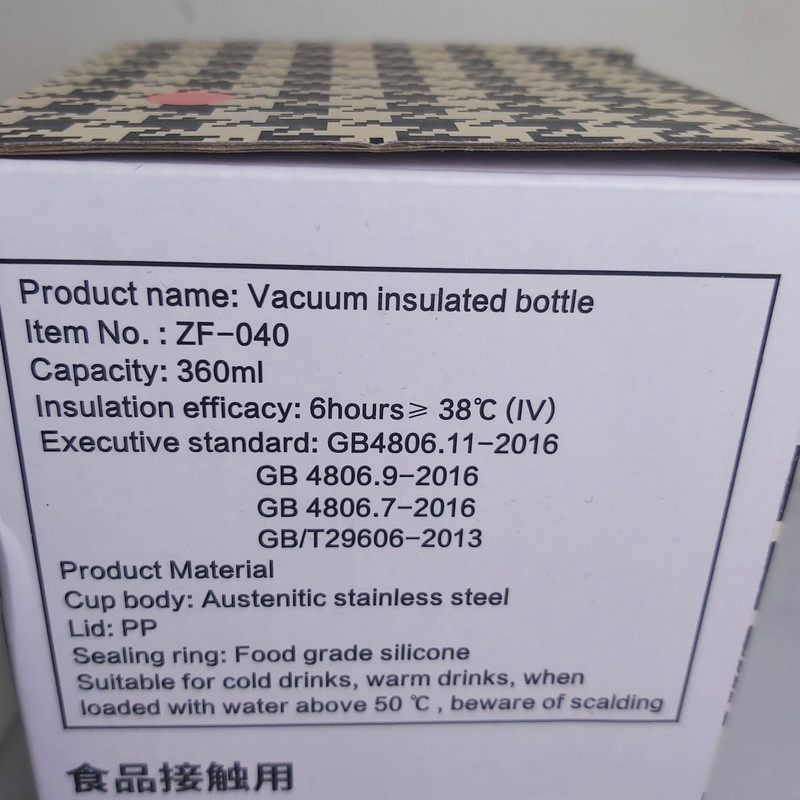 Product name: Vacuum insulated bottle
Item No. : ZF-040
Capacity: 360ml
Insulation efficacy: 6hours≥ 38℃ (IV)
Executive standard: GB4806.11-2016
GB 4806.9-2016
GB 4806.7-2016
GB/T29606-2013
Product Material
Cup body: Austenitic stainless steel
Lid: PP
Sealing ring: Food grade silicone
Suitable for cold drinks, warm drinks, when
loaded with water above 50 ℃ , beware of scalding
食品接触用